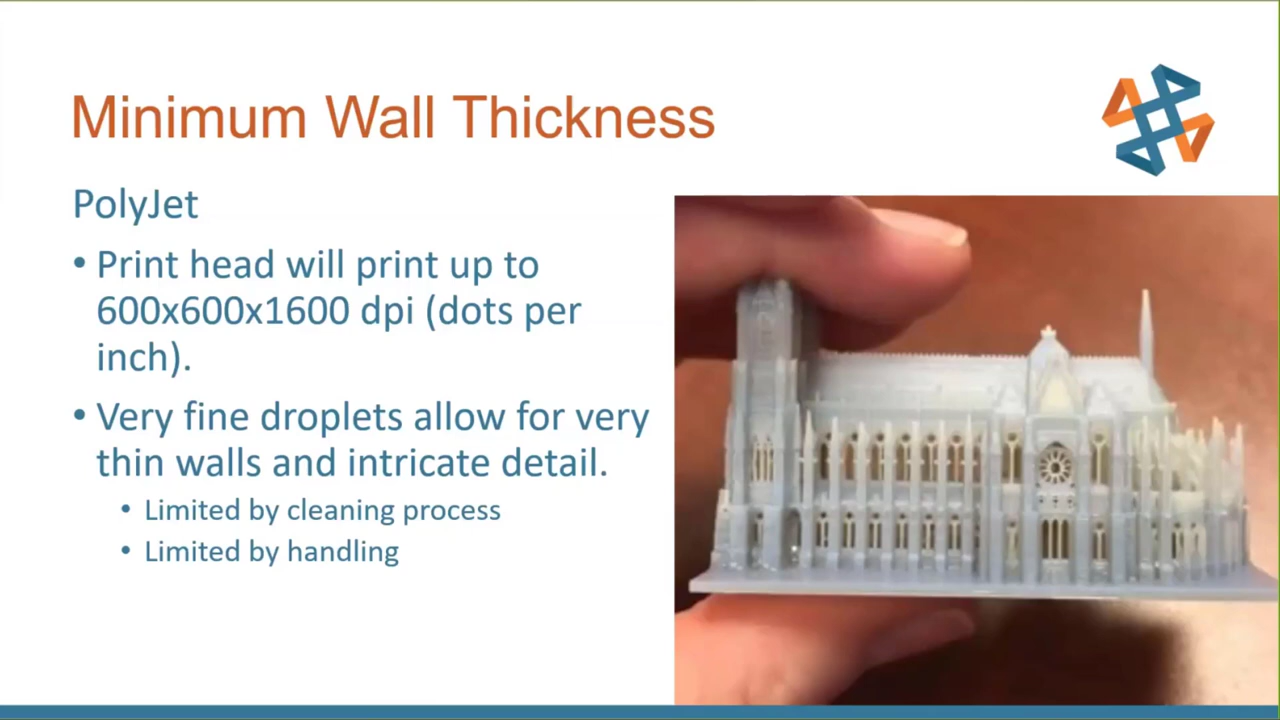 Minimum Wall Thickness
PolyJet
• Print head will print up to
600x600x1600 dpi (dots per
inch).
• Very fine droplets allow for very
thin walls and intricate detail.
• Limited by cleaning process
• Limited by handling